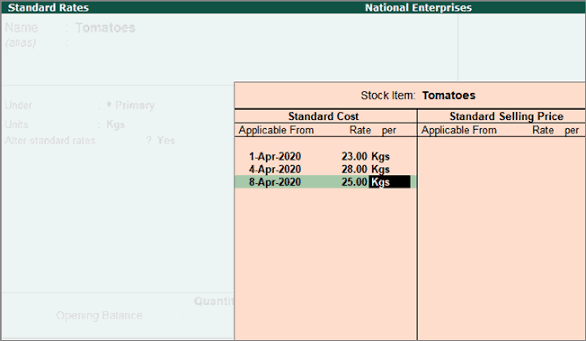 Standard Rates National Enterprises
Name : Tomatoes
(alias) :
Stock Item: Tomatoes
Under : ♦ Primary
Standard Cost Standard Selling Price
Units : Kgs
Applicable From Rate per Applicable From Rate per
Alter standard rates ? Yes
1-Apr-2020 23.00 Kgs
4-Apr-2020 28.00 Kgs
8-Apr-2020 25.00 Kgs
Quantit
Opening Balance :